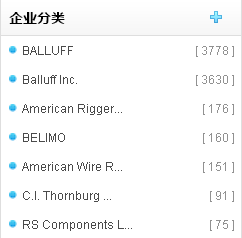 企业分类
BALLUFF [ 3778 ]
Balluff Inc. [ 3630 ]
American Rigger... [ 176 ]
BELIMO [ 160 ]
American Wire R... [ 151 ]
C.I. Thornburg ... [ 91 ]
RS Components L... [ 75 ]